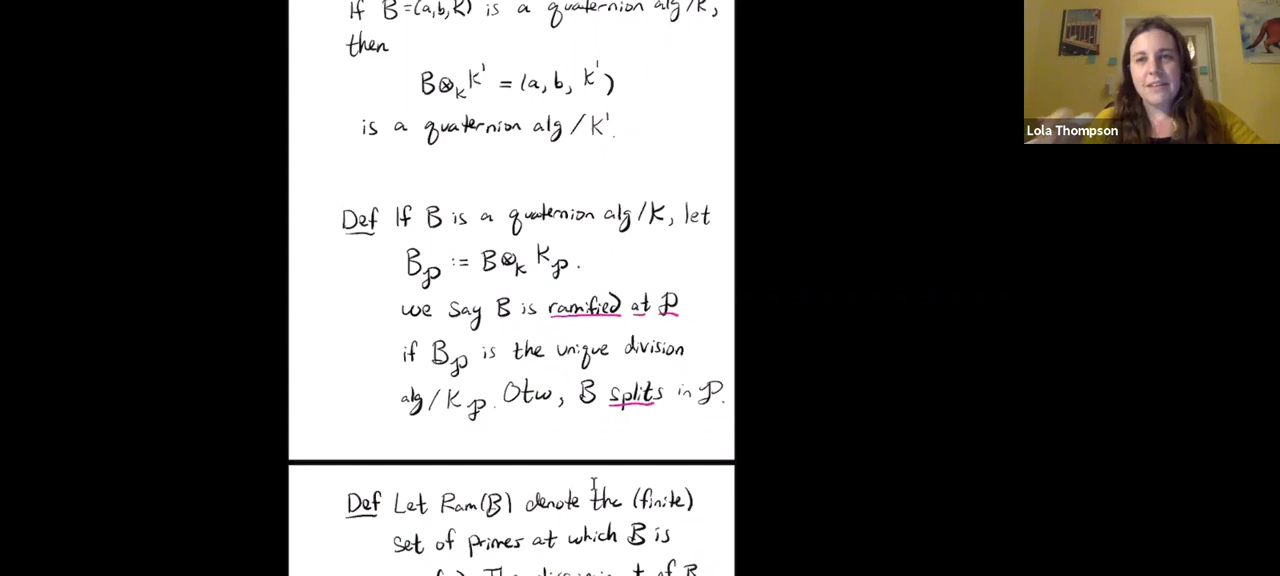 If B=(a,b,K) is a quaternion alg/K,
then
B⊗_K K' = (a, b, K')
is a quaternion alg/K'.
Def If B is a quaternion alg/K, let
B_𝔭 := B⊗_K K_𝔭.
we say B is ramified at 𝔭
if B_𝔭 is the unique division
alg/K_𝔭. Otw, B splits in 𝔭.
Def Let Ram(B) denote the (finite)
set of primes at which B is
of B
Lola Thompson